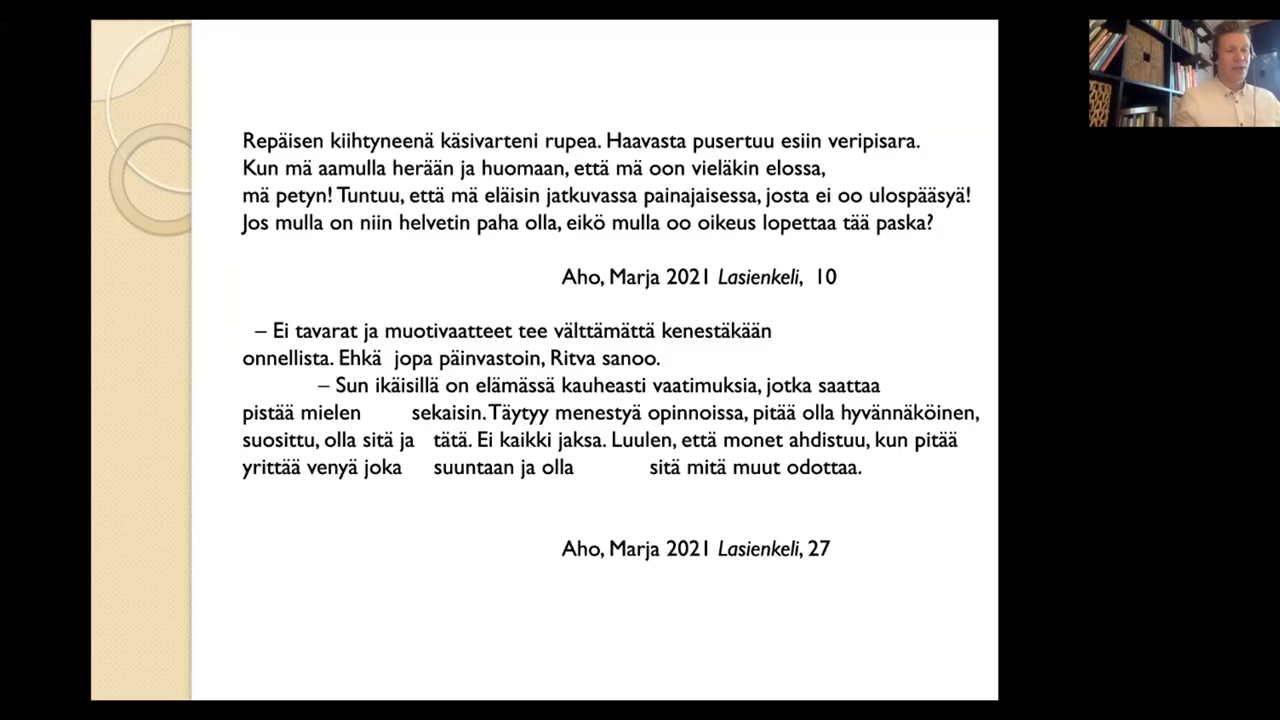 Repäisen kiihtyneenä käsivarteni rupea. Haavasta pusertuu esiin veripisara.
Kun mä aamulla herään ja huomaan, että mä oon vieläkin elossa,
mä petyn! Tuntuu, että mä eläisin jatkuvassa painajaisessa, josta ei oo ulospääsyä!
Jos mulla on niin helvetin paha olla, eikö mulla oo oikeus lopettaa tää paska?
Aho, Marja 2021 Lasienkeli, 10
– Ei tavarat ja muotivaatteet tee välttämättä kenestäkään
onnellista. Ehkä jopa päinvastoin, Ritva sanoo.
– Sun ikäisillä on elämässä kauheasti vaatimuksia, jotka saattaa
pistää mielen sekaisin. Täytyy menestyä opinnoissa, pitää olla hyvännäköinen,
suosittu, olla sitä ja tätä. Ei kaikki jaksa. Luulen, että monet ahdistuu, kun pitää
yrittää venyä joka suuntaan ja olla sitä mitä muut odottaa.
Aho, Marja 2021 Lasienkeli, 27